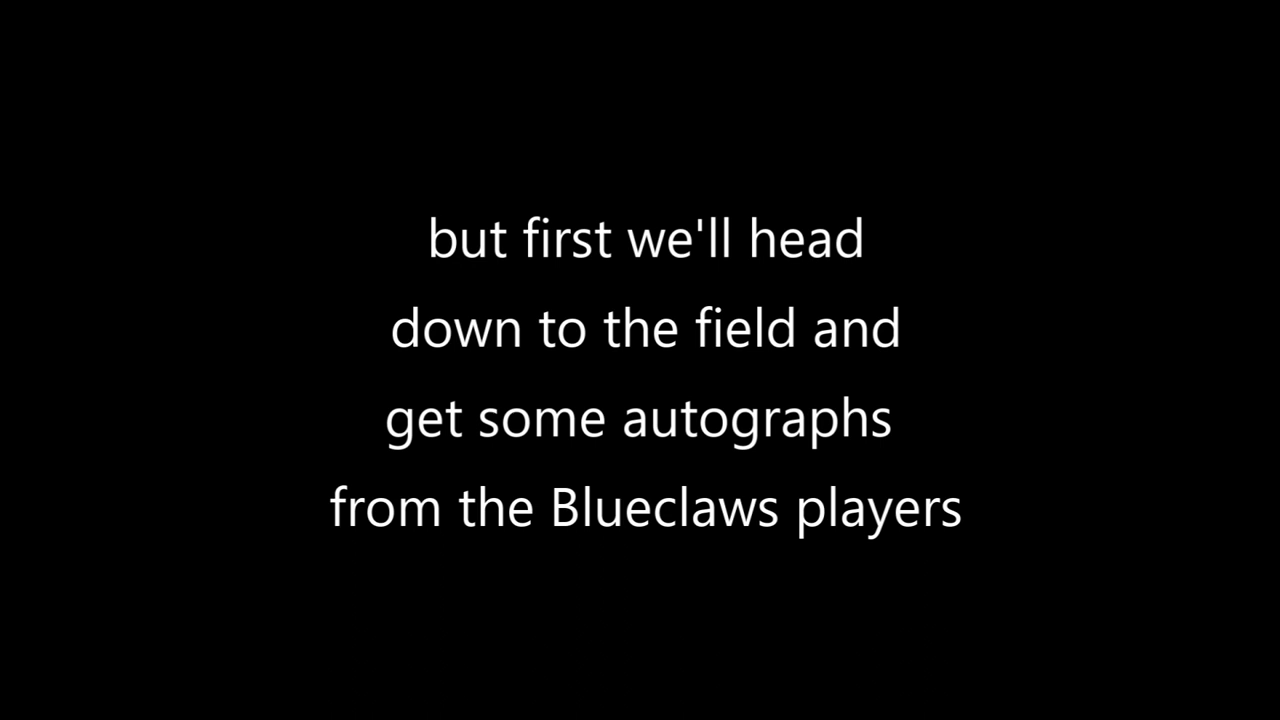 but first we'll head
down to the field and
get some autographs
from the Blueclaws players